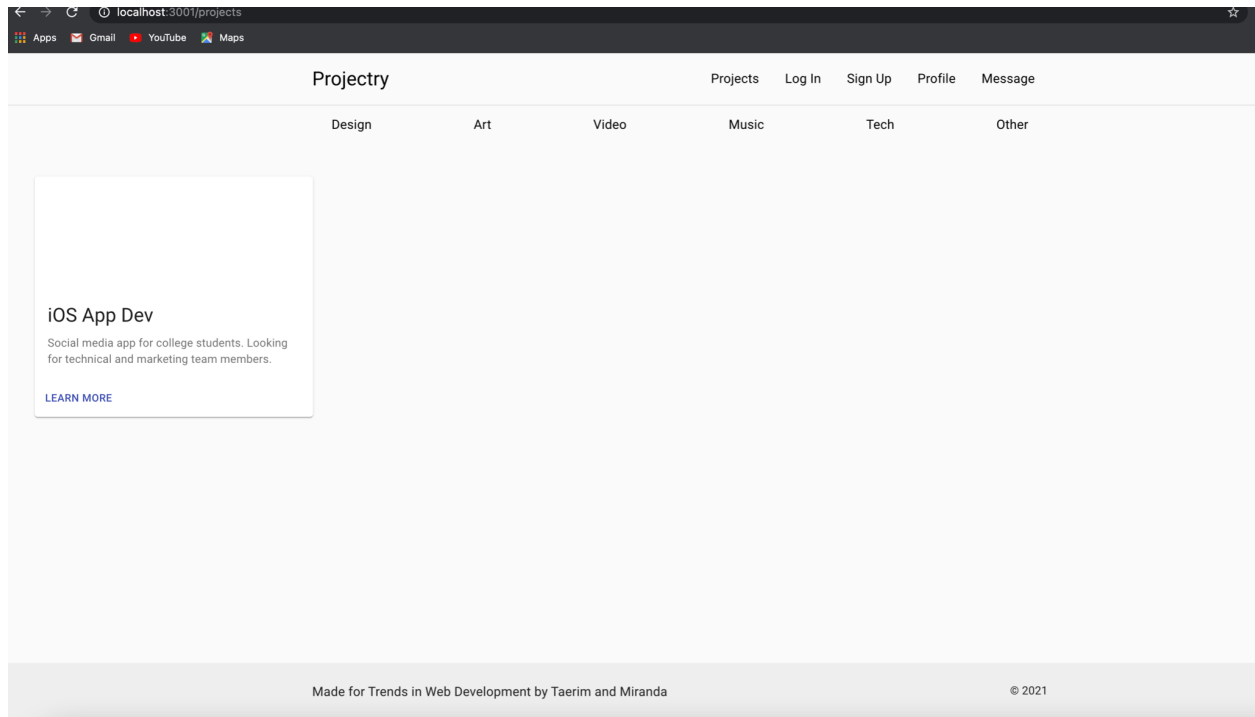 localhost:3001/projects
Apps Gmail YouTube Maps
Projectry Projects Log In Sign Up Profile Message
Design Art Video Music Tech Other
iOS App Dev
Social media app for college students. Looking
for technical and marketing team members.
LEARN MORE
Made for Trends in Web Development by Taerim and Miranda © 2021